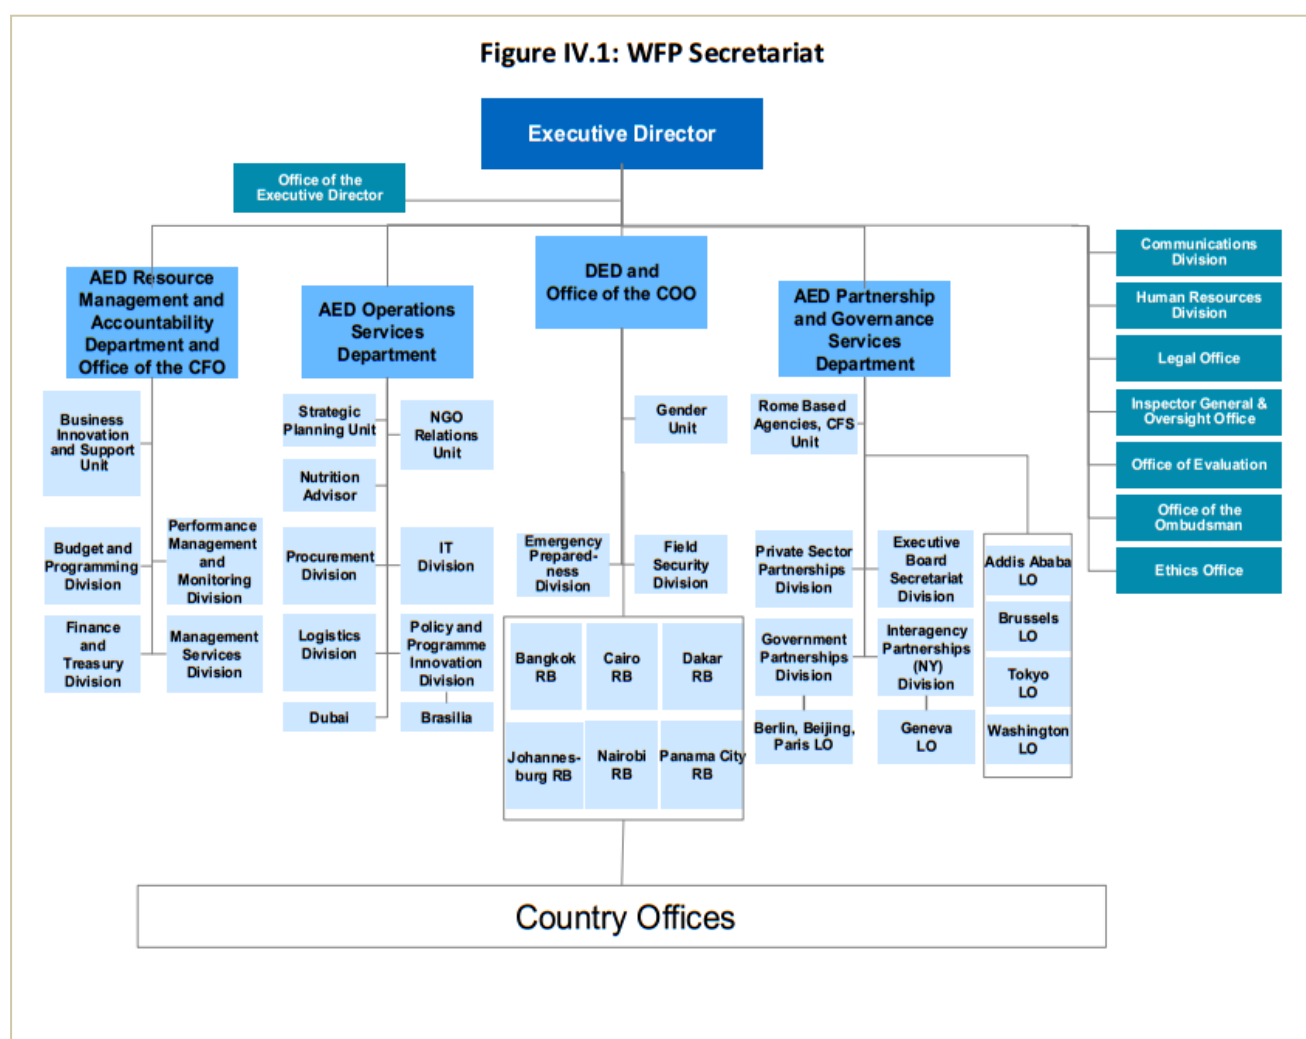 Figure IV.1: WFP Secretariat
Executive Director
Office of the
Executive Director
AED Resource
Management and
Accountability
Department and
Office of the CFO
AED Operations
Services
Department
DED and
Office of the COO
AED Partnership
and Governance
Services
Department
Communications
Division
Human Resources
Division
Legal Office
Inspector General &
Oversight Office
Office of Evaluation
Office of the
Ombudsman
Ethics Office
Business
Innovation
and Support
Unit
Budget and
Programming
Division
Performance
Management
and
Monitoring
Division
Finance
and
Treasury
Division
Management
Services
Division
Strategic
Planning Unit
NGO
Relations
Unit
Nutrition
Advisor
Procurement
Division
IT
Division
Logistics
Division
Policy and
Programme
Innovation
Division
Dubai
Brasilia
Gender
Unit
Emergency
Prepared-
ness
Division
Field
Security
Division
Bangkok
RB
Cairo
RB
Dakar
RB
Johannes-
burg RB
Nairobi
RB
Panama City
RB
Rome Based
Agencies, CFS
Unit
Private Sector
Partnerships
Division
Executive
Board
Secretariat
Division
Government
Partnerships
Division
Interagency
Partnerships
(NY)
Division
Berlin, Beijing,
Paris LO
Geneva
LO
Addis Ababa
LO
Brussels
LO
Tokyo
LO
Washington
LO
Country Offices